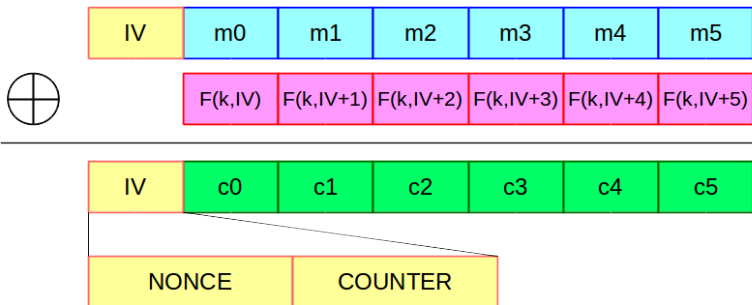 IV m0 m1 m2 m3 m4 m5
F(k,IV) F(k,IV+1) F(k,IV+2) F(k,IV+3) F(k,IV+4) F(k,IV+5)
IV c0 c1 c2 c3 c4 c5
NONCE COUNTER